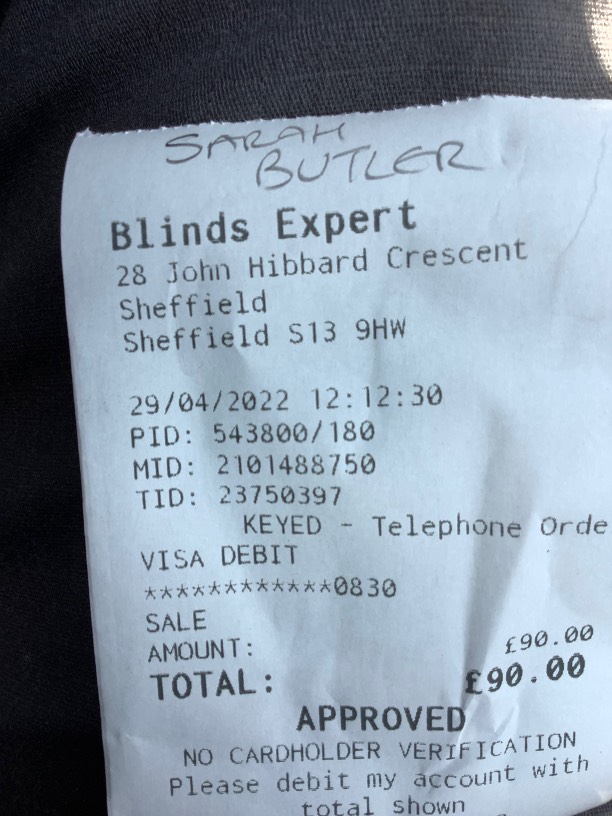 SARAH
BUTLER
Blinds Expert
28 John Hibbard Crescent
Sheffield
Sheffield S13 9HW
29/04/2022 12:12:30
PID: 543800/180
MID: 2101488750
TID: 23750397
KEYED - Telephone Orde
VISA DEBIT
************0830
SALE
AMOUNT: £90.00
TOTAL: £90.00
APPROVED
NO CARDHOLDER VERIFICATION
Please debit my account with
total shown